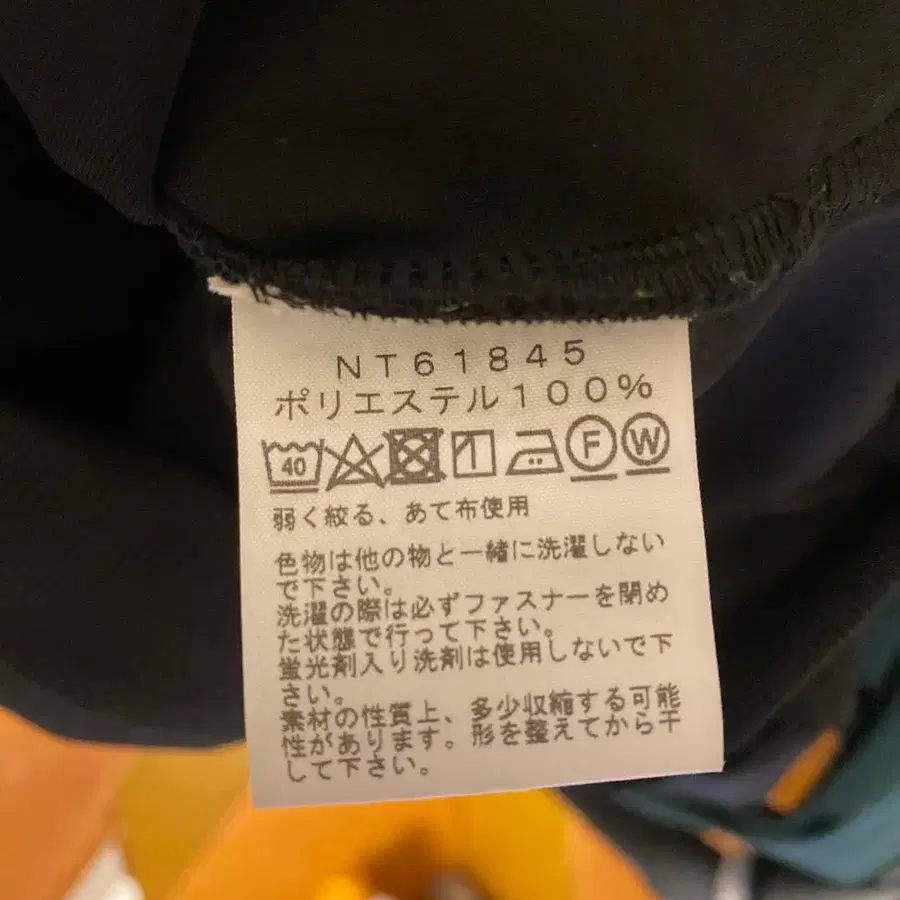 NT61845
ポリエステル100%
40 F W
弱く絞る、あて布使用
色物は他の物と一緒に洗濯しない
で下さい。
洗濯の際は必ずファスナーを閉め
た状態で行って下さい。
蛍光剤入り洗剤は使用しないで下
さい。
素材の性質上、多少収縮する可能
性があります。形を整えてから干
して下さい。